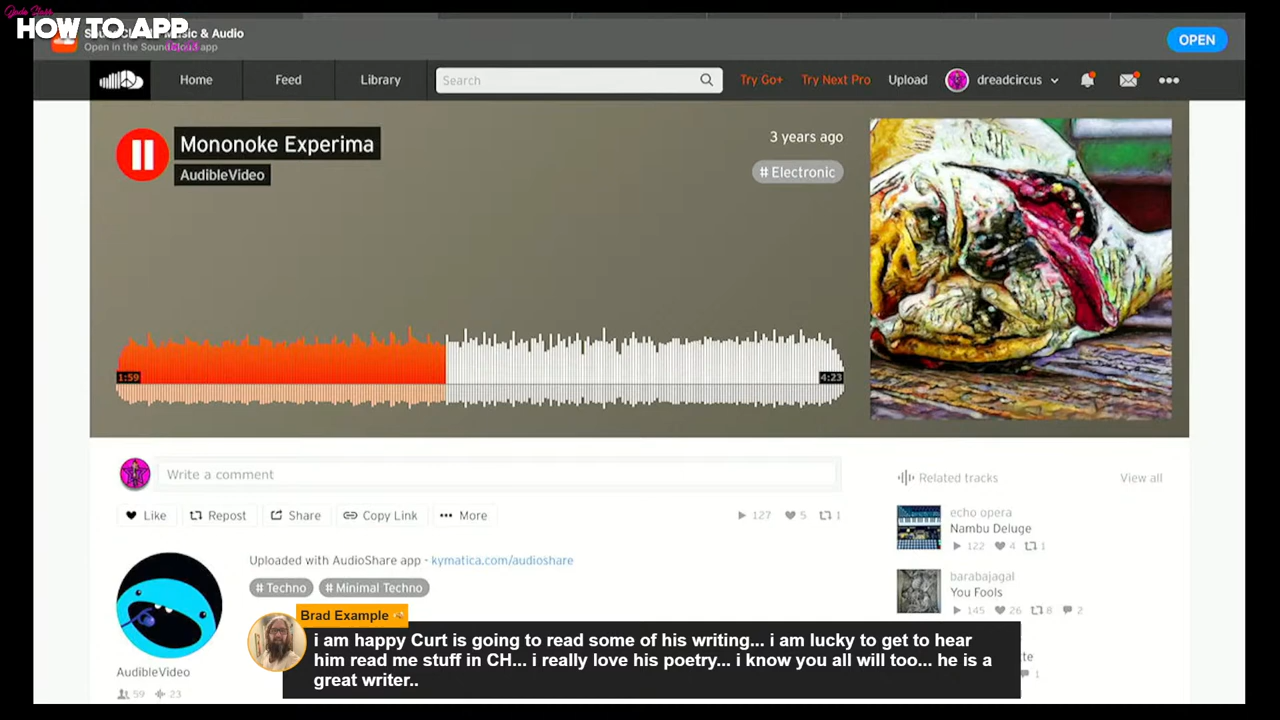 Jade Starr
HOW TO APP
Music & Audio
Open in the SoundCloud app
OPEN
Home
Feed
Library
Search
Try Go+
Try Next Pro
Upload
dreadcircus
Mononoke Experima
AudibleVideo
3 years ago
# Electronic
1:59
4:23
Write a comment
Like
Repost
Share
Copy Link
More
127
5
1
Related tracks
View all
echo opera
Nambu Deluge
122
4
1
barabajagal
You Fools
145
26
8
2
1
Uploaded with AudioShare app - kymatica.com/audioshare
# Techno
# Minimal Techno
AudibleVideo
59
23
Brad Example
i am happy Curt is going to read some of his writing... i am lucky to get to hear
him read me stuff in CH... i really love his poetry... i know you all will too... he is a
great writer..